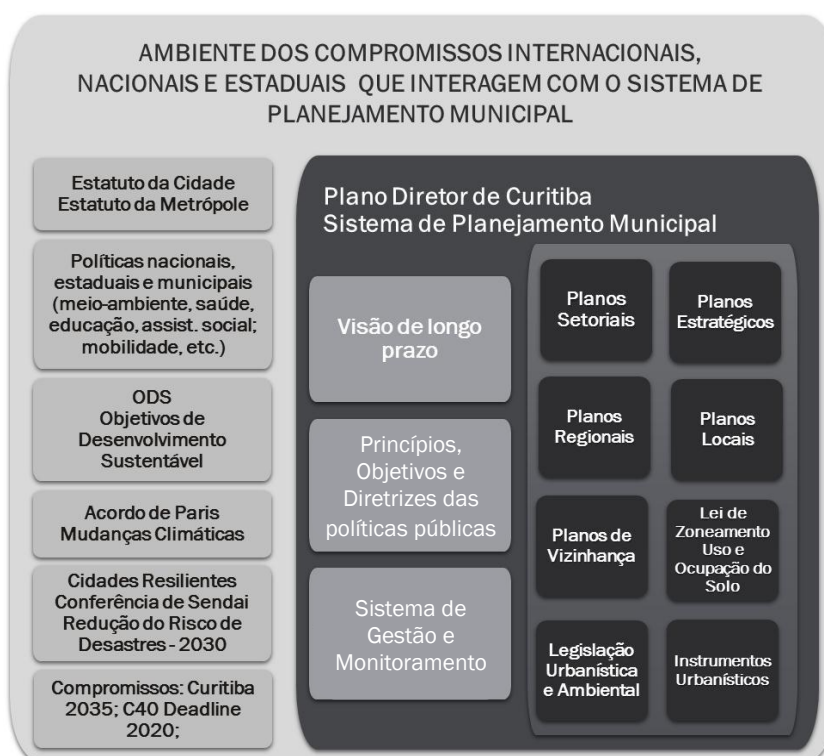 AMBIENTE DOS COMPROMISSOS INTERNACIONAIS,
NACIONAIS E ESTADUAIS QUE INTERAGEM COM O SISTEMA DE
PLANEJAMENTO MUNICIPAL
Estatuto da Cidade
Estatuto da Metrópole
Políticas nacionais,
estaduais e municipais
(meio-ambiente, saúde,
educação, assist. social;
mobilidade, etc.)
ODS
Objetivos de
Desenvolvimento
Sustentável
Acordo de Paris
Mudanças Climáticas
Cidades Resilientes
Conferência de Sendai
Redução do Risco de
Desastres - 2030
Compromissos: Curitiba
2035; C40 Deadline
2020;
Plano Diretor de Curitiba
Sistema de Planejamento Municipal
Visão de longo
prazo
Princípios,
Objetivos e
Diretrizes das
políticas públicas
Sistema de
Gestão e
Monitoramento
Planos
Setoriais
Planos
Estratégicos
Planos
Regionais
Planos
Locais
Planos de
Vizinhança
Lei de
Zoneamento
Uso e
Ocupação do
Solo
Legislação
Urbanística
e Ambiental
Instrumentos
Urbanísticos